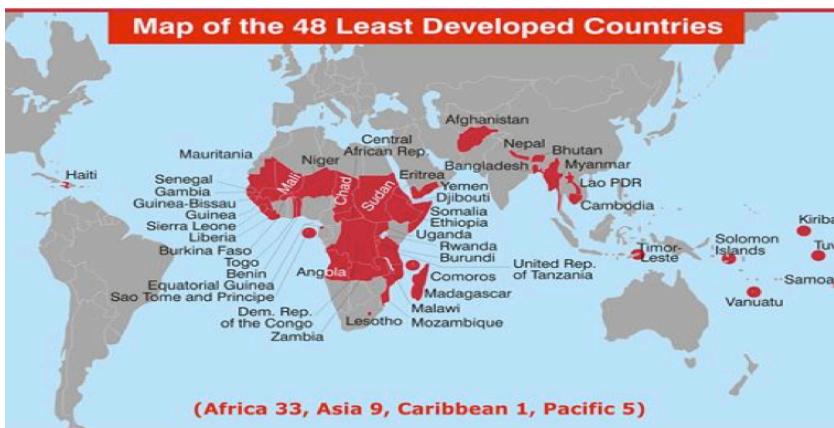 Map of the 48 Least Developed Countries
Afghanistan
Central
African Rep.
Nepal
Bhutan
Mauritania
Niger
Bangladesh
Myanmar
Haiti
Senegal
Mali
Chad
Sudan
Eritrea
Lao PDR
Gambia
Yemen
Cambodia
Guinea-Bissau
Djibouti
Guinea
Somalia
Sierra Leone
Ethiopia
Liberia
Uganda
Burkina Faso
Rwanda
Togo
Burundi
Benin
Angola
Comoros
United Rep.
of Tanzania
Timor-
Leste
Solomon
Islands
Kiriba
Tuv
Samoa
Vanuatu
Equatorial Guinea
Sao Tome and Principe
Madagascar
Dem. Rep.
of the Congo
Malawi
Lesotho
Mozambique
Zambia
(Africa 33, Asia 9, Caribbean 1, Pacific 5)